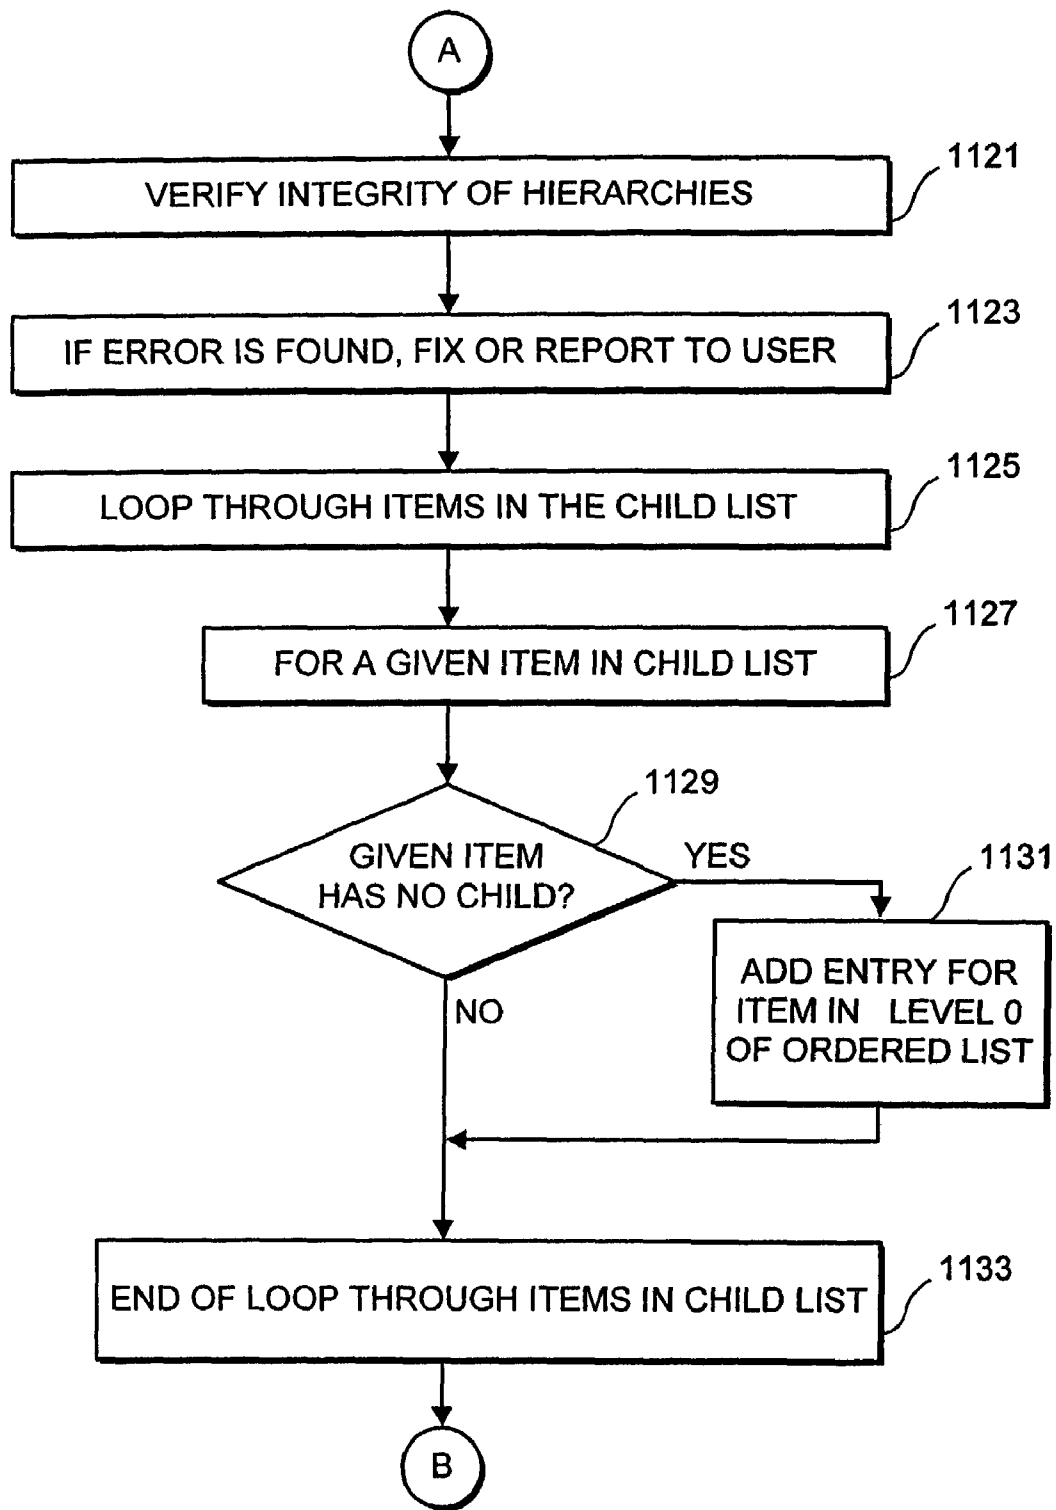 A
VERIFY INTEGRITY OF HIERARCHIES
1121
IF ERROR IS FOUND, FIX OR REPORT TO USER
1123
LOOP THROUGH ITEMS IN THE CHILD LIST
1125
FOR A GIVEN ITEM IN CHILD LIST
1127
GIVEN ITEM
HAS NO CHILD?
1129
YES
NO
1131
ADD ENTRY FOR
ITEM IN LEVEL 0
OF ORDERED LIST
END OF LOOP THROUGH ITEMS IN CHILD LIST
1133
B